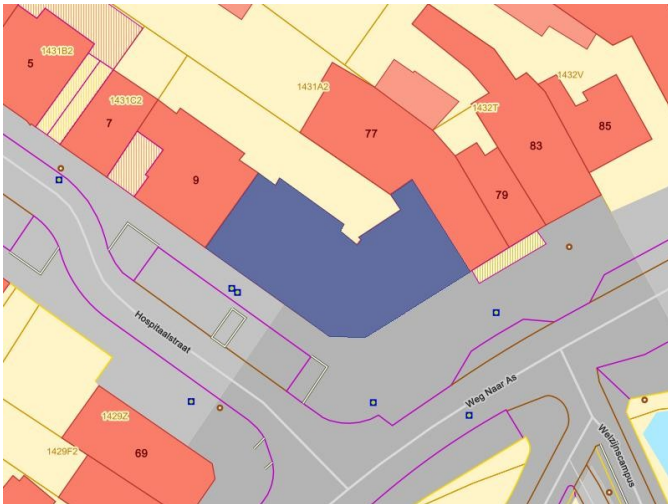 1431B2
5
1431C2
7
9
1431A2
77
1432T
1432V
83
85
79
Hospitaalstraat
Weg Naar As
Welzijnscampus
1429Z
1429F2
69